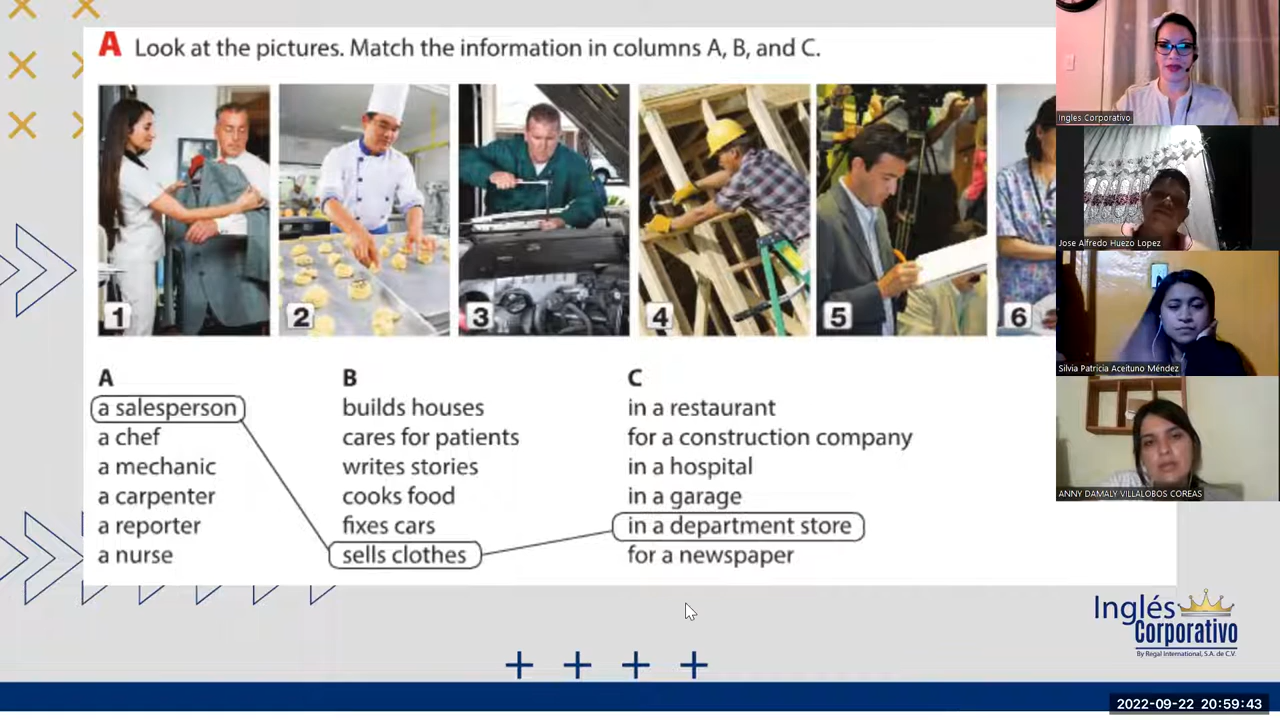 A Look at the pictures. Match the information in columns A, B, and C.
1
2
3
4
5
6
A B C
a salesperson builds houses in a restaurant
a chef cares for patients for a construction company
a mechanic writes stories in a hospital
a carpenter cooks food in a garage
a reporter fixes cars in a department store
a nurse sells clothes for a newspaper
Ingles Corporativo
Jose Alfredo Huezo Lopez
Silvia Patricia Aceituno Méndez
ANNY DAMALY VILLALOBOS COREAS
Inglés
Corporativo
By Regal International, S.A. de C.V.
2022-09-22 20:59:43